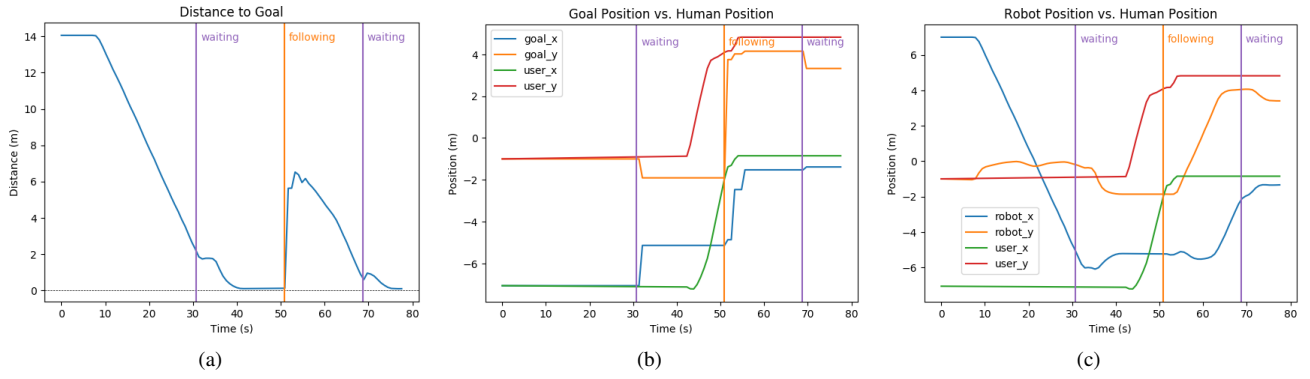 Distance to Goal
waiting
following
waiting
Distance (m)
14
12
10
8
6
4
2
0
0 10 20 30 40 50 60 70 80
Time (s)
(a)
Goal Position vs. Human Position
goal_x
goal_y
user_x
user_y
waiting
following
waiting
Position (m)
4
2
0
−2
−4
−6
0 10 20 30 40 50 60 70 80
Time (s)
(b)
Robot Position vs. Human Position
waiting
following
waiting
robot_x
robot_y
user_x
user_y
Position (m)
6
4
2
0
−2
−4
−6
0 10 20 30 40 50 60 70 80
Time (s)
(c)